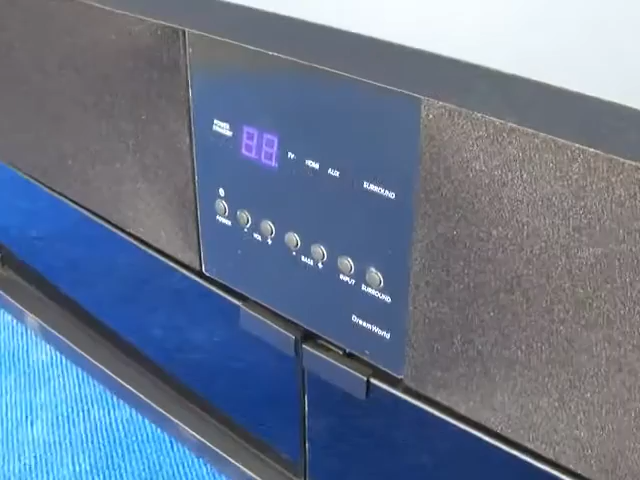 POWER
STANDBY
88
TV HDMI AUX SURROUND
POWER - VOL + - BASS + INPUT SURROUND
DreamWorld